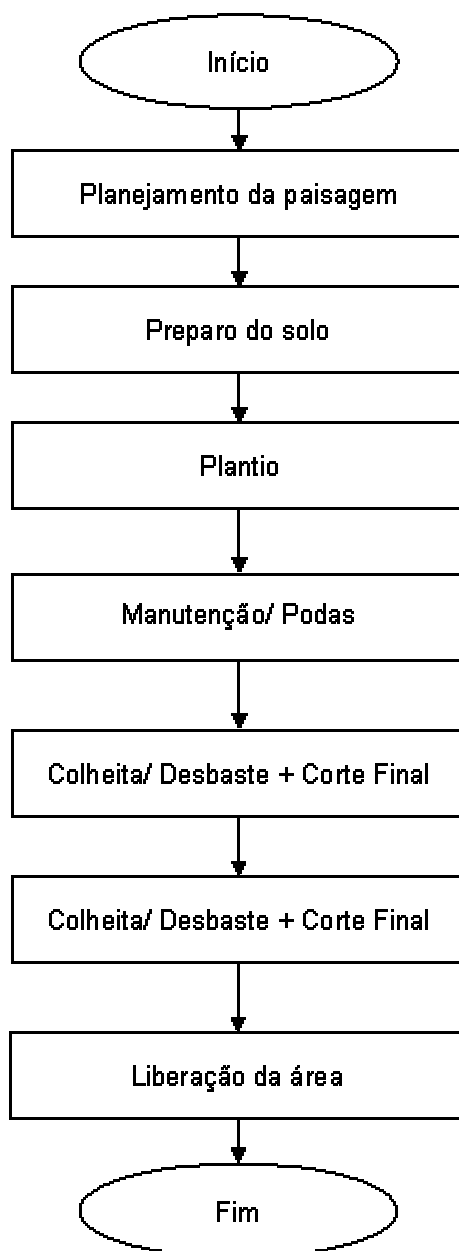 Início
Planejamento da paisagem
Preparo do solo
Plantio
Manutenção/ Podas
Colheita/ Desbaste + Corte Final
Colheita/ Desbaste + Corte Final
Liberação da área
Fim